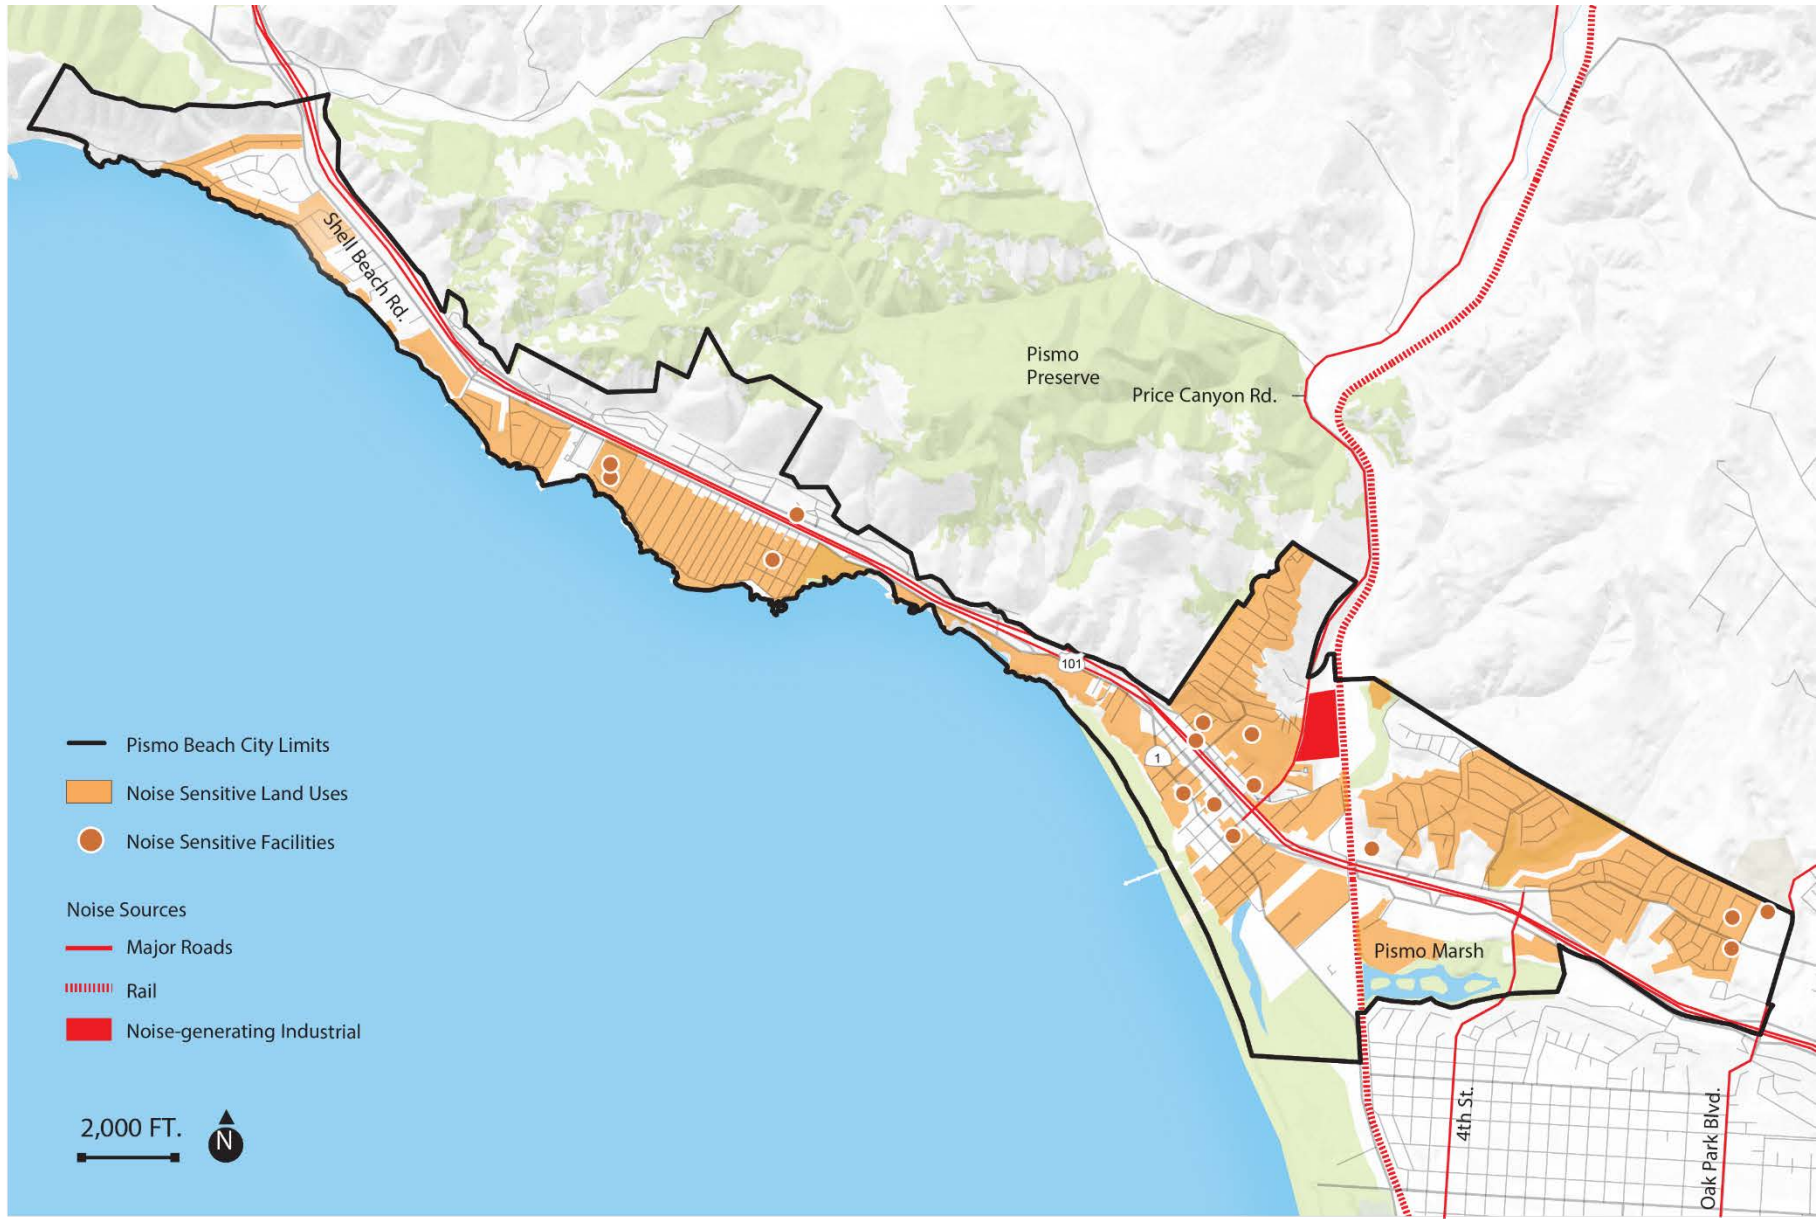 Shell Beach Rd.
Pismo
Preserve
Price Canyon Rd.
101
1
Pismo Beach City Limits
Noise Sensitive Land Uses
Noise Sensitive Facilities
Noise Sources
Major Roads
Rail
Noise-generating Industrial
Pismo Marsh
4th St.
Oak Park Blvd.
2,000 FT.
N